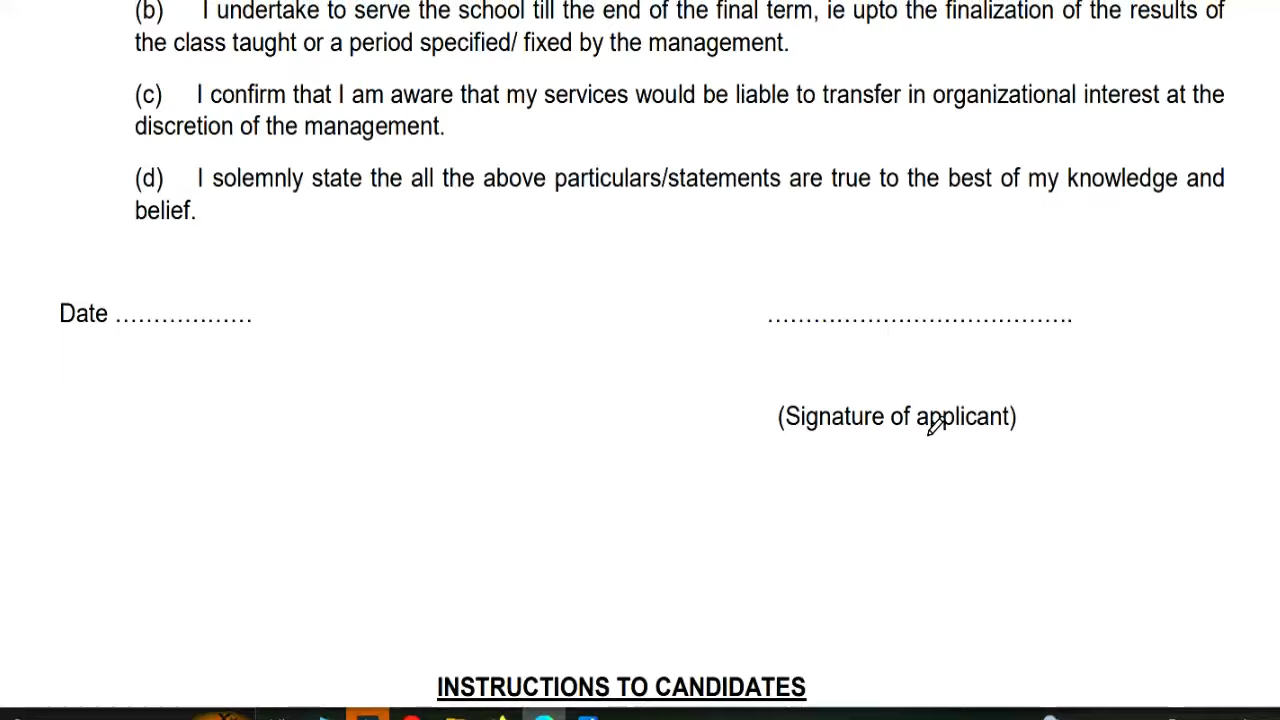 (b) I undertake to serve the school till the end of the final term, ie upto the finalization of the results of
the class taught or a period specified/ fixed by the management.
(c) I confirm that I am aware that my services would be liable to transfer in organizational interest at the
discretion of the management.
(d) I solemnly state the all the above particulars/statements are true to the best of my knowledge and
belief.
Date ………………
…………………………………….
(Signature of applicant)
INSTRUCTIONS TO CANDIDATES